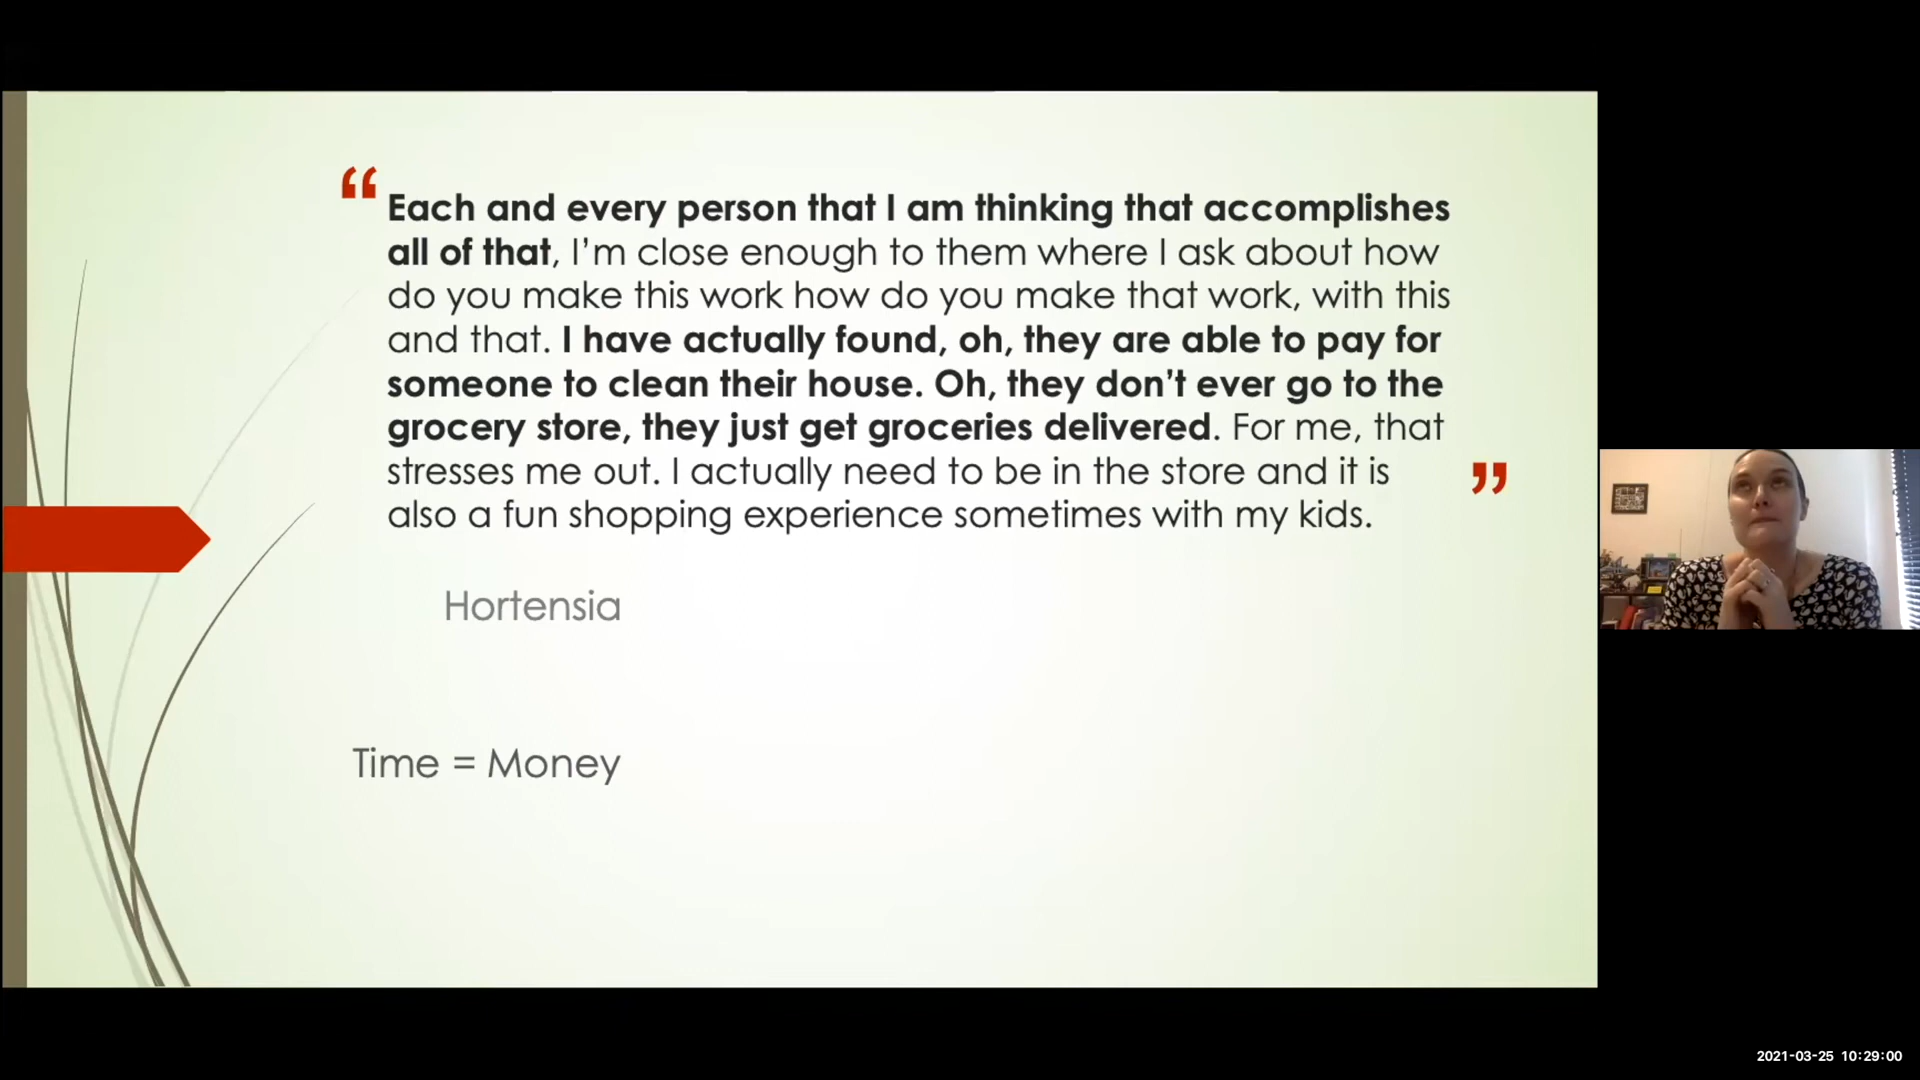 “Each and every person that I am thinking that accomplishes
all of that, I’m close enough to them where I ask about how
do you make this work how do you make that work, with this
and that. I have actually found, oh, they are able to pay for
someone to clean their house. Oh, they don’t ever go to the
grocery store, they just get groceries delivered. For me, that
stresses me out. I actually need to be in the store and it is
also a fun shopping experience sometimes with my kids.”
Hortensia
Time = Money
2021-03-25 10:29:00